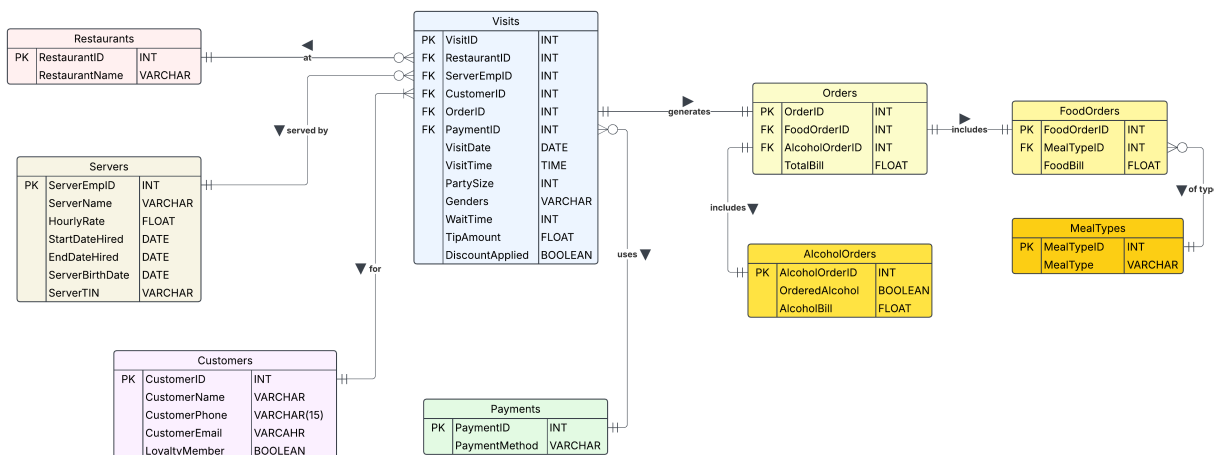 Restaurants
PK RestaurantID INT
RestaurantName VARCHAR
at
Visits
PK VisitID INT
FK RestaurantID INT
FK ServerEmpID INT
FK CustomerID INT
FK OrderID INT
FK PaymentID INT
VisitDate DATE
VisitTime TIME
PartySize INT
Genders VARCHAR
WaitTime INT
TipAmount FLOAT
DiscountApplied BOOLEAN
served by
Servers
PK ServerEmpID INT
ServerName VARCHAR
HourlyRate FLOAT
StartDateHired DATE
EndDateHired DATE
ServerBirthDate DATE
ServerTIN VARCHAR
for
Customers
PK CustomerID INT
CustomerName VARCHAR
CustomerPhone VARCHAR(15)
CustomerEmail VARCAHR
LoyaltyMember BOOLEAN
uses
Payments
PK PaymentID INT
PaymentMethod VARCHAR
generates
Orders
PK OrderID INT
FK FoodOrderID INT
FK AlcoholOrderID INT
TotalBill FLOAT
includes
FoodOrders
PK FoodOrderID INT
FK MealTypeID INT
FoodBill FLOAT
includes
AlcoholOrders
PK AlcoholOrderID INT
OrderedAlcohol BOOLEAN
AlcoholBill FLOAT
of typ
MealTypes
PK MealTypeID INT
MealType VARCHAR